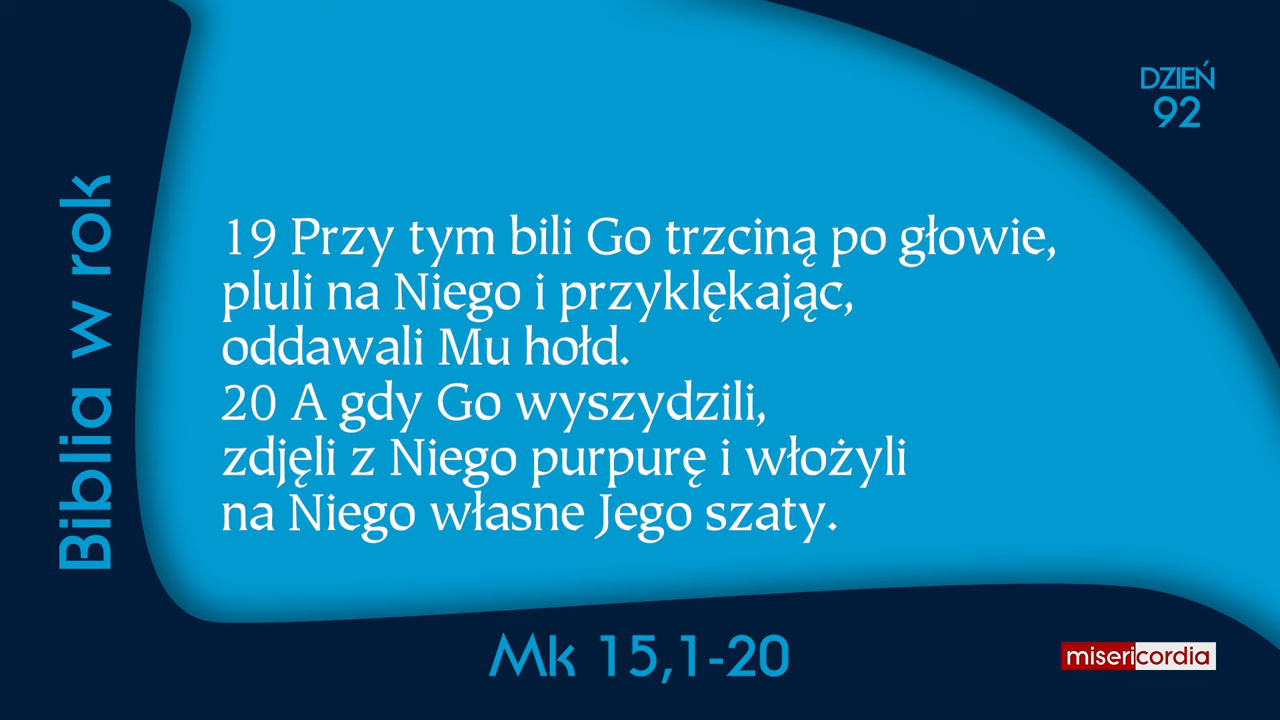 DZIEŃ
92
Biblia w rok
19 Przy tym bili Go trzciną po głowie,
pluli na Niego i przyklękając,
oddawali Mu hołd.
20 A gdy Go wyszydzili,
zdjęli z Niego purpurę i włożyli
na Niego własne Jego szaty.
Mk 15,1-20
misericordia